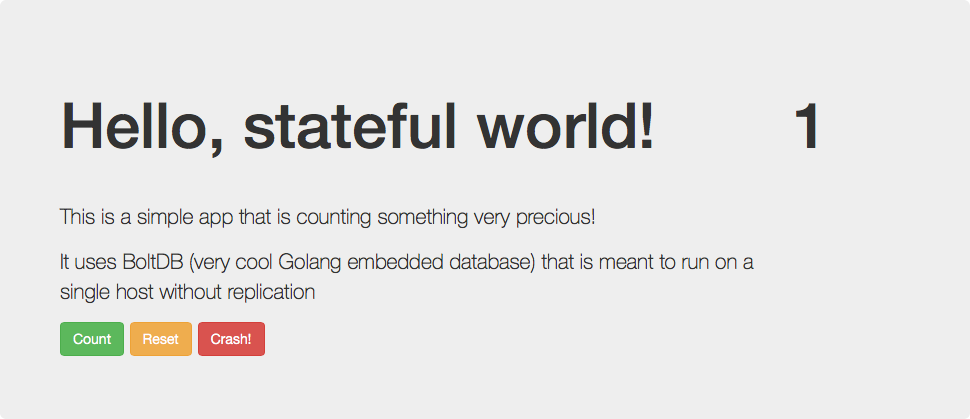 Hello, stateful world! 1
This is a simple app that is counting something very precious!
It uses BoltDB (very cool Golang embedded database) that is meant to run on a
single host without replication
Count Reset Crash!